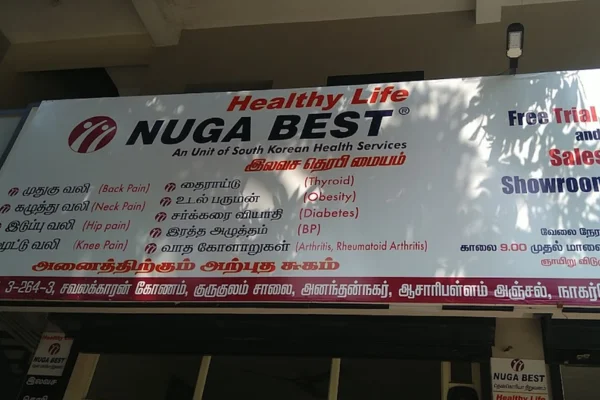 Healthy Life
NUGA BEST®
An Unit of South Korean Health Services
இலவச தெரபி மையம்
முதுகு வலி (Back Pain)
கழுத்து வலி (Neck Pain)
இடுப்பு வலி (Hip pain)
மூட்டு வலி (Knee Pain)
தைராய்டு (Thyroid)
உடல் பருமன் (Obesity)
சர்க்கரை வியாதி (Diabetes)
இரத்த அழுத்தம் (BP)
வாத கோளாறுகள் (Arthritis, Rheumatoid Arthritis)
அனைத்திற்கும் அற்புத சுகம்
Free Trial,
and
Sales
Showroom
வேலை
காலை 9.00 முதல் மாலை
ஞாயிறு
3-264-3, சவலக்காரன் கோணம், குருகுலம் சாலை, அனந்தன்நகர், ஆசாரிபள்ளம் அஞ்சல்,
NUGA BEST
இலவச
NUGA BEST
Healthy Life